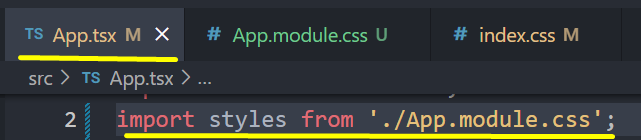 TS App.tsx M × # App.module.css U # index.css M
src > TS App.tsx > ...
2 import styles from './App.module.css';